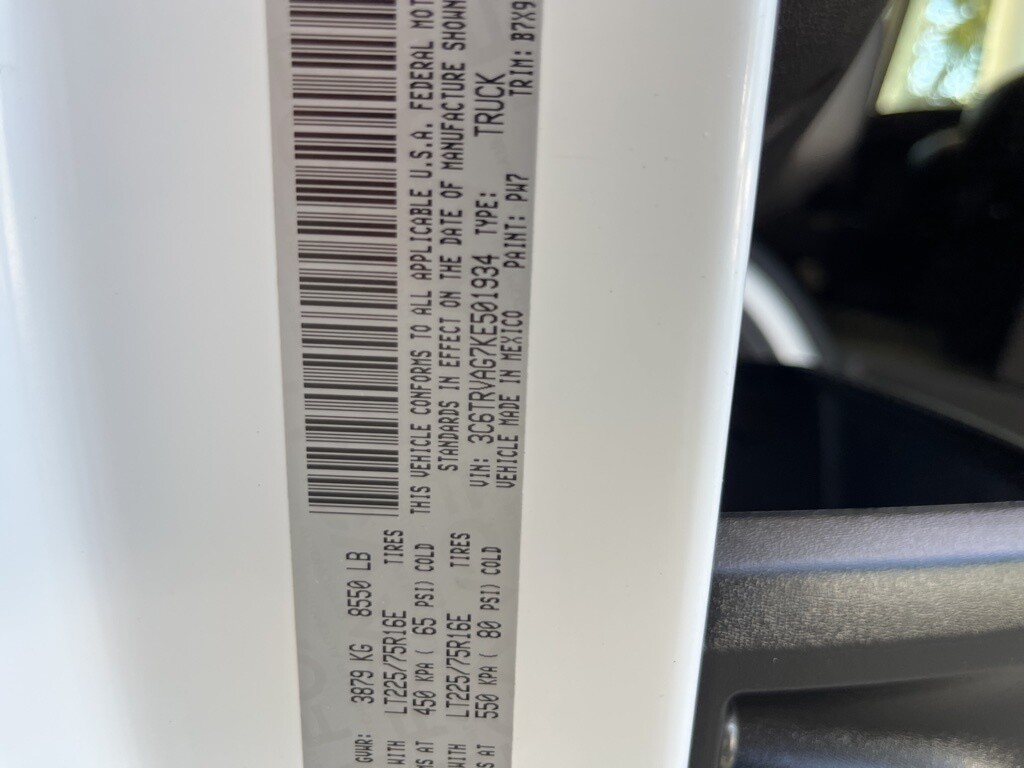 GVWR: 3879 KG 8550 LB
WITH LT225/75R16E TIRES
MS AT 450 KPA ( 65 PSI) COLD
WITH LT225/75R16E TIRES
S AT 550 KPA ( 80 PSI) COLD
THIS VEHICLE CONFORMS TO ALL APPLICABLE U.S.A. FEDERAL MOT
STANDARDS IN EFFECT ON THE DATE OF MANUFACTURE SHOWN
VIN: 3C6TRVAG7KE501934 TYPE: TRUCK
VEHICLE MADE IN MEXICO PAINT: PW7 TRIM: B7X9